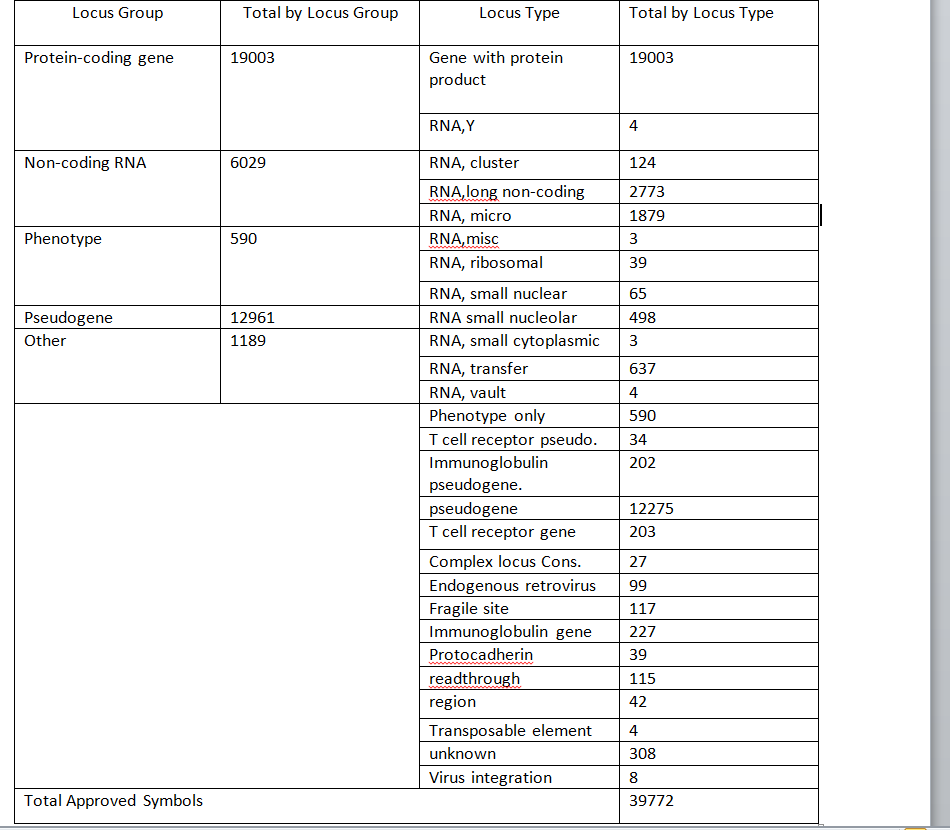 Locus Group Total by Locus Group Locus Type Total by Locus Type
Protein-coding gene 19003 Gene with protein 19003
product
RNA,Y 4
Non-coding RNA 6029 RNA, cluster 124
RNA,long non-coding 2773
RNA, micro 1879
Phenotype 590 RNA,misc 3
RNA, ribosomal 39
RNA, small nuclear 65
Pseudogene 12961 RNA small nucleolar 498
Other 1189 RNA, small cytoplasmic 3
RNA, transfer 637
RNA, vault 4
Phenotype only 590
T cell receptor pseudo. 34
Immunoglobulin 202
pseudogene.
pseudogene 12275
T cell receptor gene 203
Complex locus Cons. 27
Endogenous retrovirus 99
Fragile site 117
Immunoglobulin gene 227
Protocadherin 39
readthrough 115
region 42
Transposable element 4
unknown 308
Virus integration 8
Total Approved Symbols 39772